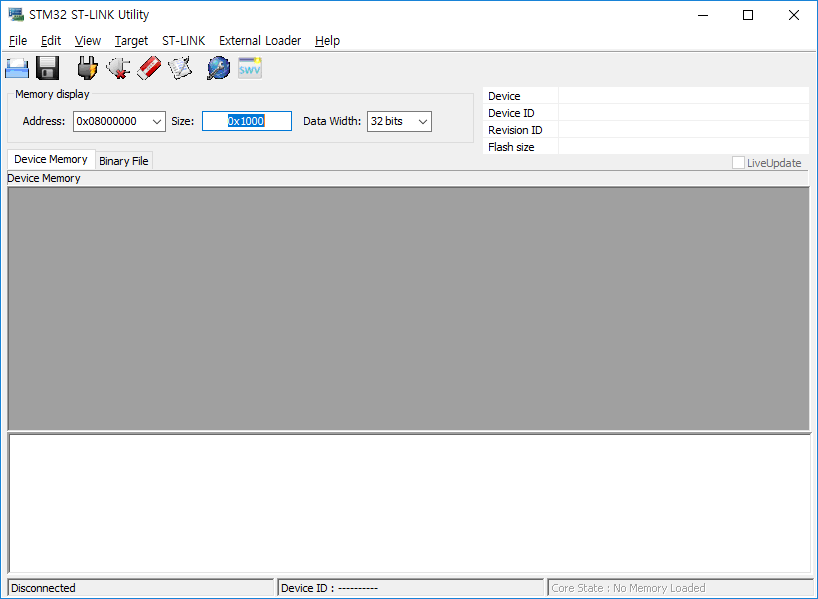 STM32 ST-LINK Utility
File Edit View Target ST-LINK External Loader Help
SWV
Memory display
Address: 0x08000000 Size: 0x1000 Data Width: 32 bits
Device
Device ID
Revision ID
Flash size
LiveUpdate
Device Memory Binary File
Device Memory
Disconnected Device ID : ---------- Core State : No Memory Loaded